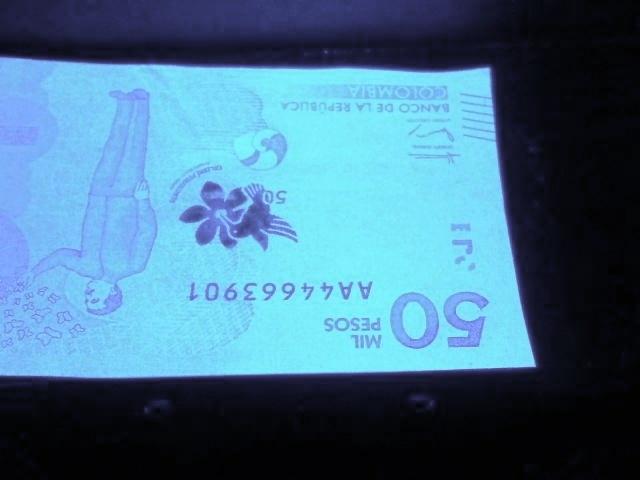 50 MIL
PESOS
AA44663901
50
BANCO DE LA REPÚBLICA
COLOMBIA